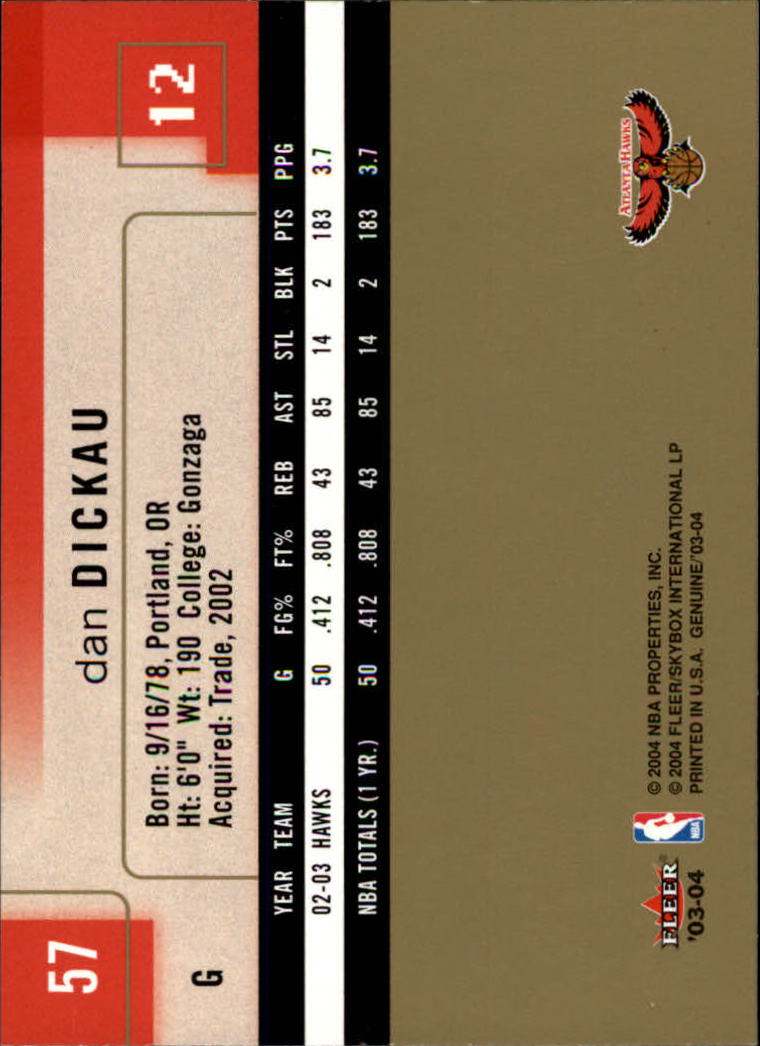 57
dan DICKAU
12
G
Born: 9/16/78, Portland, OR
Ht: 6'0" Wt: 190 College: Gonzaga
Acquired: Trade, 2002
YEAR TEAM G FG% FT% REB AST STL BLK PTS PPG
02-03 HAWKS 50 .412 .808 43 85 14 2 183 3.7
NBA TOTALS (1 YR.) 50 .412 .808 43 85 14 2 183 3.7
ATLANTA HAWKS
FLEER®
'03-04
NBA
© 2004 NBA PROPERTIES, INC.
© 2004 FLEER/SKYBOX INTERNATIONAL LP
PRINTED IN U.S.A. GENUINE/'03-04